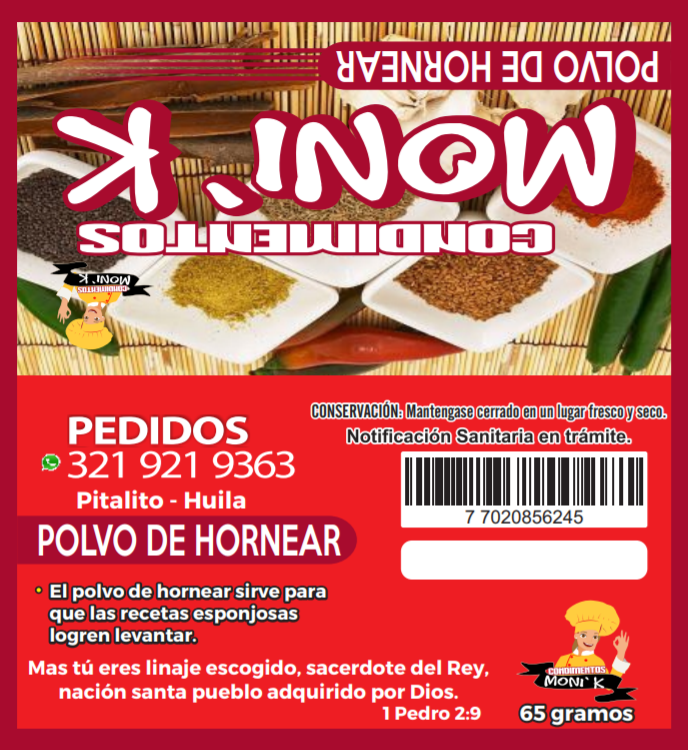 POLVO DE HORNEAR
MONI´K
CONDIMENTOS
CONDIMENTOS
MONI´K
CONSERVACIÓN: Mantengase cerrado en un lugar fresco y seco.
Notificación Sanitaria en trámite.
PEDIDOS
321 921 9363
Pitalito - Huila
7 7020856245
POLVO DE HORNEAR
• El polvo de hornear sirve para
que las recetas esponjosas
logren levantar.
Mas tú eres linaje escogido, sacerdote del Rey,
nación santa pueblo adquirido por Dios.
1 Pedro 2:9
CONDIMENTOS
MONI´K
65 gramos